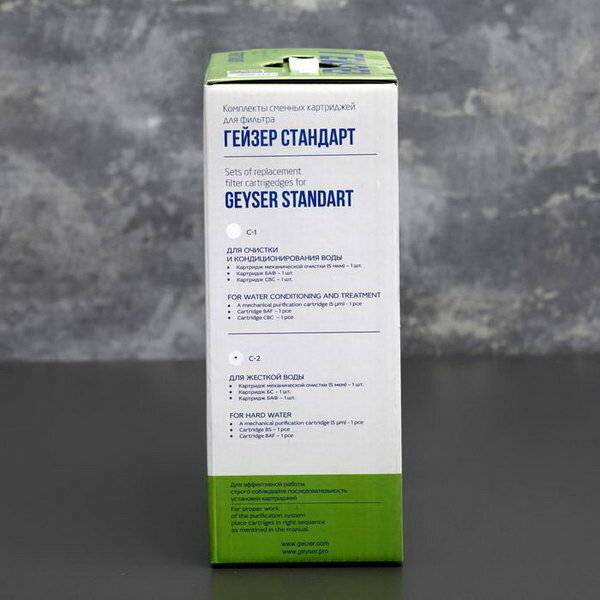 Комплекты сменных картриджей
для фильтра
ГЕЙЗЕР СТАНДАРТ
Sets of replacement
filter cartrigedges for
GEYSER STANDART
С-1
ДЛЯ ОЧИСТКИ
И КОНДИЦИОНИРОВАНИЯ ВОДЫ
Картридж механической очистки (5 мкм) – 1 шт.
Картридж БАФ – 1 шт.
Картридж СВС – 1 шт.
FOR WATER CONDITIONING AND TREATMENT
A mechanical purification cartridge (5 μm) - 1 pce
Cartridge BAF – 1 pce
Cartridge CBC – 1 pce
С-2
ДЛЯ ЖЕСТКОЙ ВОДЫ
Картридж механической очистки (5 мкм) – 1 шт.
Картридж БС – 1 шт.
Картридж БАФ – 1 шт.
FOR HARD WATER
A mechanical purification cartridge (5 μm) - 1 pce
Cartridge BS – 1 pce
Cartridge BAF – 1 pce
Для эффективной работы
строго соблюдайте последовательность
установки картриджей
For proper work
of the purification system
place cartriges in right sequence
as mentined in the manual.
www.geizer.com
www.geyser.pro